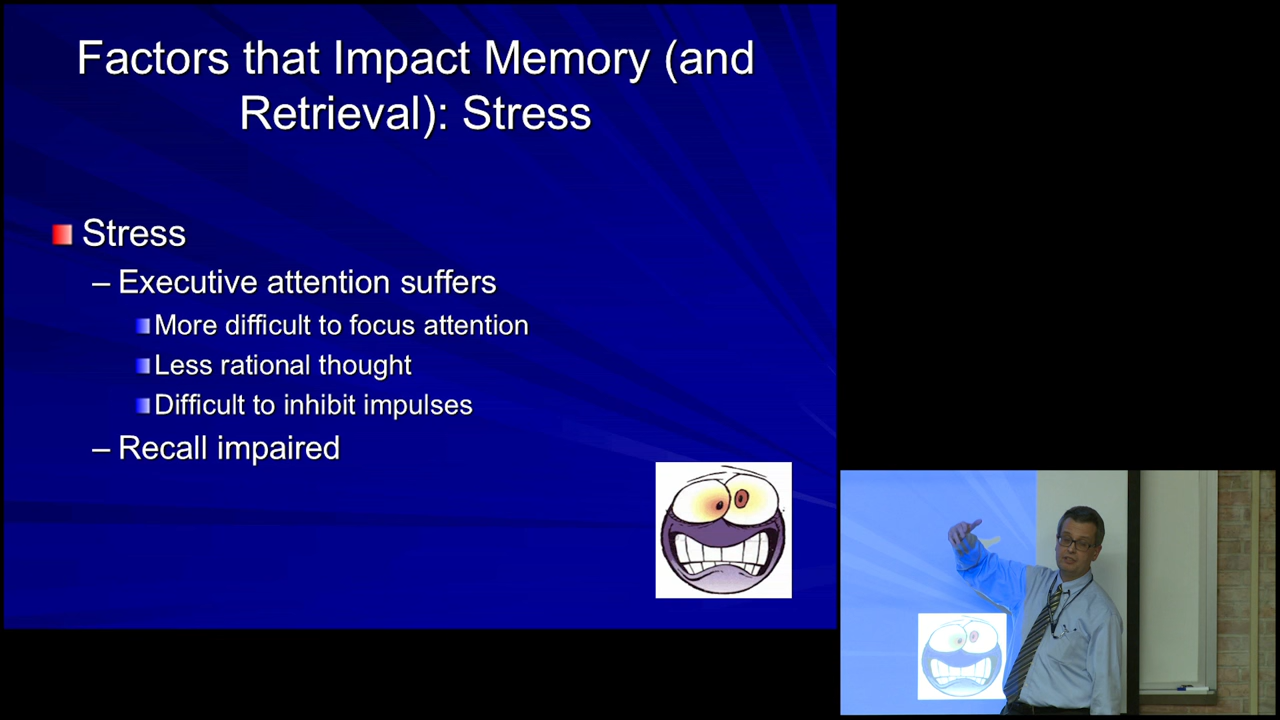 Factors that Impact Memory (and
Retrieval): Stress
Stress
– Executive attention suffers
More difficult to focus attention
Less rational thought
Difficult to inhibit impulses
– Recall impaired